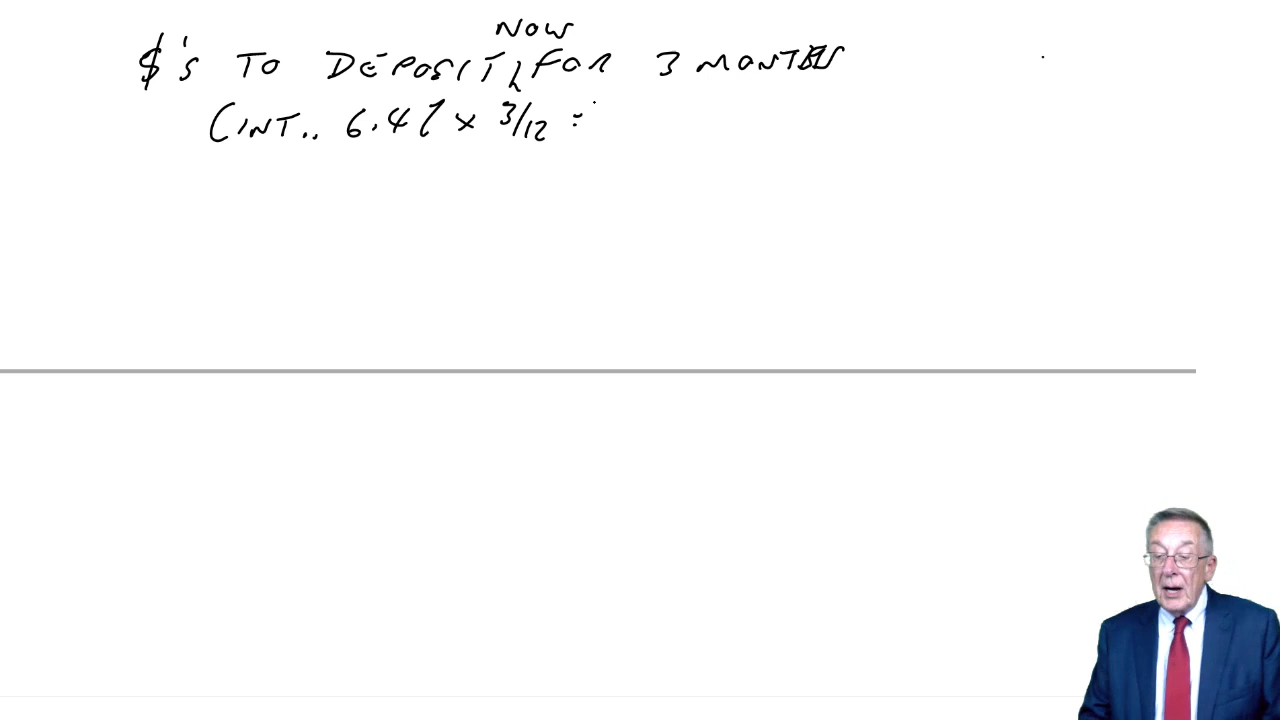 $'s TO DEPOSIT NOW FOR 3 MONTHS
(INT.. 6.4% x 3/12 =